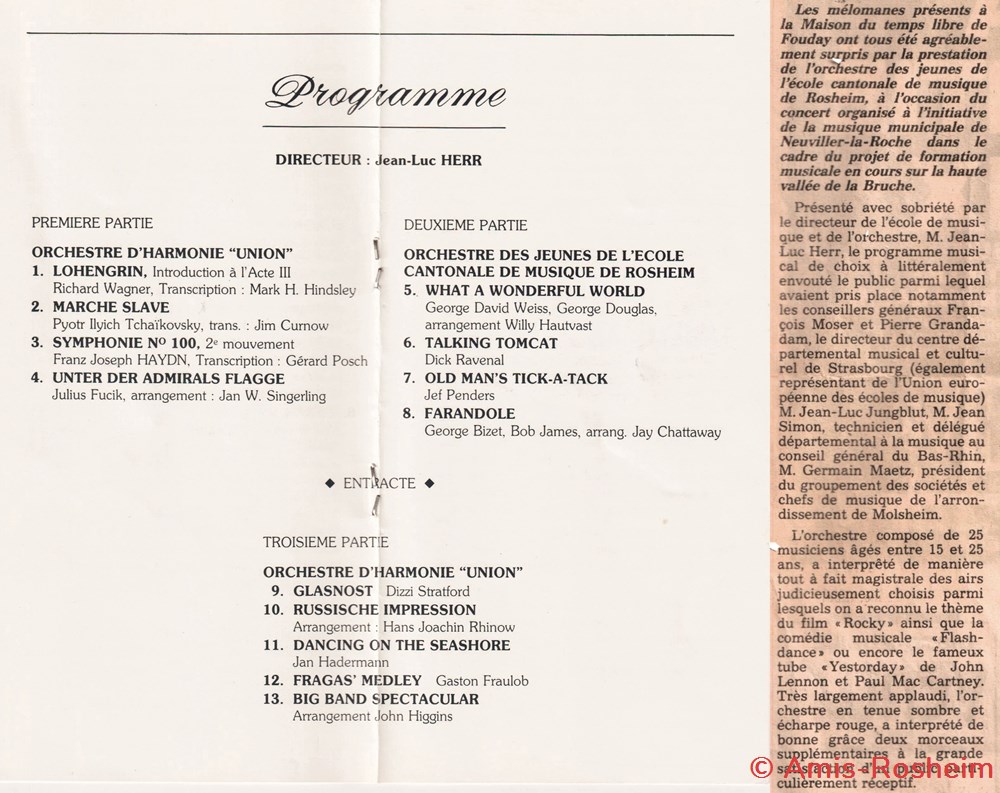 Programme
DIRECTEUR : Jean-Luc HERR
PREMIERE PARTIE
ORCHESTRE D'HARMONIE "UNION"
1. LOHENGRIN, Introduction à l'Acte III
Richard Wagner, Transcription : Mark H. Hindsley
2. MARCHE SLAVE
Pyotr Ilyich Tchaïkovsky, trans. : Jim Curnow
3. SYMPHONIE Nº 100, 2e mouvement
Franz Joseph HAYDN, Transcription : Gérard Posch
4. UNTER DER ADMIRALS FLAGGE
Julius Fucik, arrangement : Jan W. Singerling
DEUXIEME PARTIE
ORCHESTRE DES JEUNES DE L'ECOLE
CANTONALE DE MUSIQUE DE ROSHEIM
5. WHAT A WONDERFUL WORLD
George David Weiss, George Douglas,
arrangement Willy Hautvast
6. TALKING TOMCAT
Dick Ravenal
7. OLD MAN'S TICK-A-TACK
Jef Penders
8. FARANDOLE
George Bizet, Bob James, arrang. Jay Chattaway
◆ ENTRACTE ◆
TROISIEME PARTIE
ORCHESTRE D'HARMONIE "UNION"
9. GLASNOST Dizzi Stratford
10. RUSSISCHE IMPRESSION
Arrangement : Hans Joachin Rhinow
11. DANCING ON THE SEASHORE
Jan Hadermann
12. FRAGAS' MEDLEY Gaston Fraulob
13. BIG BAND SPECTACULAR
Arrangement John Higgins
Les mélomanes présents à
la Maison du temps libre de
Fouday ont tous été agréable-
ment surpris par la prestation
de l'orchestre des jeunes de
l'école cantonale de musique
de Rosheim, à l'occasion du
concert organisé à l'initiative
de la musique municipale de
Neuviller-la-Roche dans le
cadre du projet de formation
musicale en cours sur la haute
vallée de la Bruche.
Présenté avec sobriété par
le directeur de l'école de musi-
que et de l'orchestre, M. Jean-
Luc Herr, le programme musi-
cal de choix à littéralement
envouté le public parmi lequel
avaient pris place notamment
les conseillers généraux Fran-
çois Moser et Pierre Granda-
dam, le directeur du centre dé-
partemental musical et cultu-
rel de Strasbourg (également
représentant de l'Union euro-
péenne des écoles de musique)
M. Jean-Luc Jungblut, M. Jean
Simon, technicien et délégué
départemental à la musique au
conseil général du Bas-Rhin,
M. Germain Maetz, président
du groupement des sociétés et
chefs de musique de l'arron-
dissement de Molsheim.
L'orchestre composé de 25
musiciens âgés entre 15 et 25
ans, a interprêté de manière
tout à fait magistrale des airs
judicieusement choisis parmi
lesquels on a reconnu le thème
du film «Rocky» ainsi que la
comédie musicale «Flash-
dance» ou encore le fameux
tube «Yestorday» de John
Lennon et Paul Mac Cartney.
Très largement applaudi, l'or-
chestre en tenue sombre et
écharpe rouge, a interprété de
bonne grâce deux morceaux
supplémentaires à la grande
satisfaction d'un public parti-
culièrement réceptif.
© Amis-Rosheim